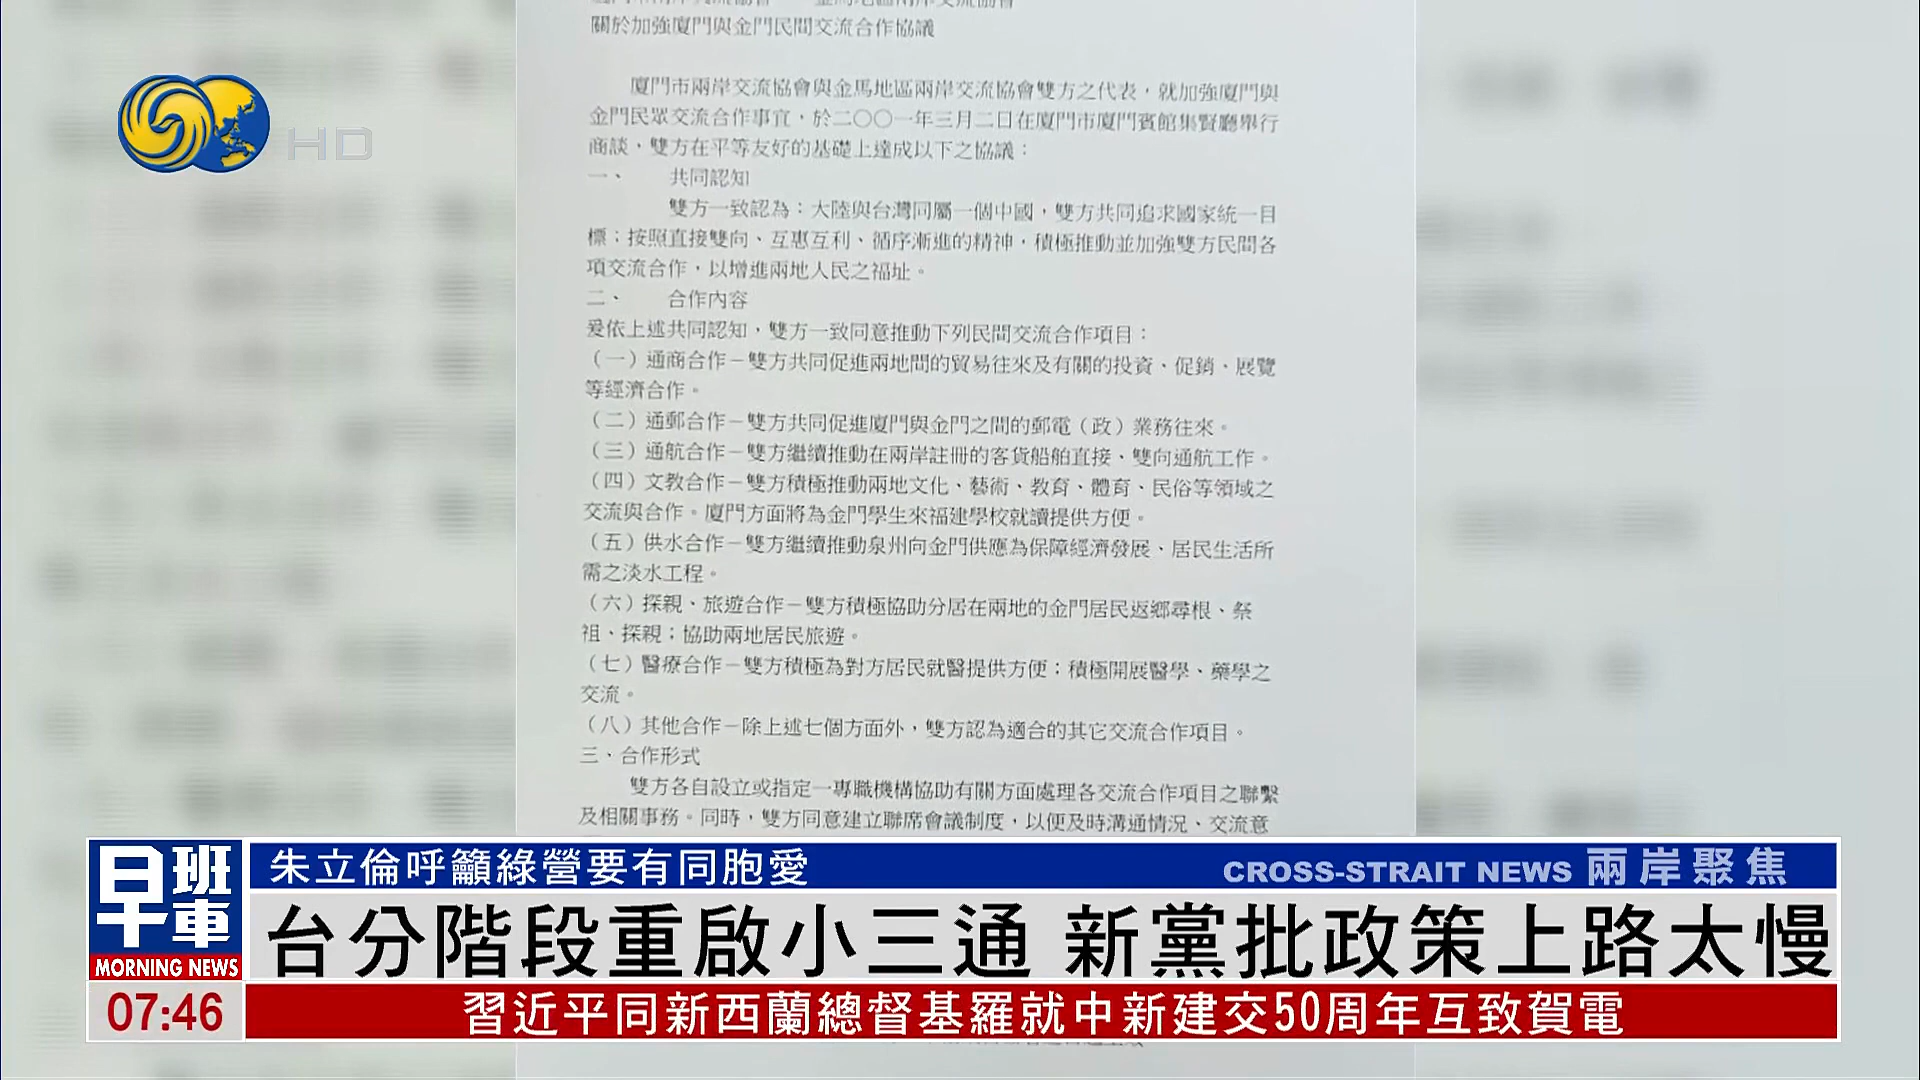 關於加強廈門與金門民間交流合作協議
廈門市兩岸交流協會與金馬地區兩岸交流協會雙方之代表，就加強廈門與
金門民眾交流合作事宜，於二〇〇一年三月二日在廈門市廈門賓館集賢廳舉行
商談，雙方在平等友好的基礎上達成以下之協議：
一、 共同認知
雙方一致認為：大陸與台灣同屬一個中國，雙方共同追求國家統一目
標；按照直接雙向、互惠互利、循序漸進的精神，積極推動並加強雙方民間各
項交流合作，以增進兩地人民之福址。
二、 合作內容
爰依上述共同認知，雙方一致同意推動下列民間交流合作項目：
（一）通商合作－雙方共同促進兩地間的貿易往來及有關的投資、促銷、展覽
等經濟合作。
（二）通郵合作－雙方共同促進廈門與金門之間的郵電（政）業務往來。
（三）通航合作－雙方繼續推動在兩岸註冊的客貨船舶直接、雙向通航工作。
（四）文教合作－雙方積極推動兩地文化、藝術、教育、體育、民俗等領域之
交流與合作。廈門方面將為金門學生來福建學校就讀提供方便。
（五）供水合作－雙方繼續推動泉州向金門供應為保障經濟發展、居民生活所
需之淡水工程。
（六）探親、旅遊合作－雙方積極協助分居在兩地的金門居民返鄉尋根、祭
祖、探親；協助兩地居民旅遊。
（七）醫療合作－雙方積極為對方居民就醫提供方便；積極開展醫學、藥學之
交流。
（八）其他合作－除上述七個方面外，雙方認為適合的其它交流合作項目。
三、合作形式
雙方各自設立或指定一專職機構協助有關方面處理各交流合作項目之聯繫
及相關事務。同時，雙方同意建立聯席會議制度，以便及時溝通情況、交流意
HD
早班車
MORNING NEWS
07:46
朱立倫呼籲綠營要有同胞愛
CROSS-STRAIT NEWS 兩岸聚焦
台分階段重啟小三通 新黨批政策上路太慢
習近平同新西蘭總督基羅就中新建交50周年互致賀電